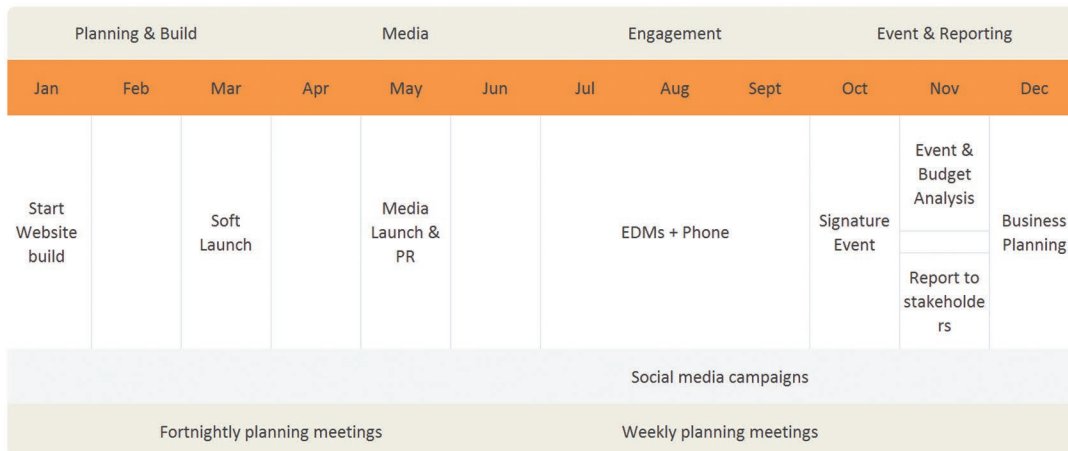 Planning & Build Media Engagement Event & Reporting
Jan Feb Mar Apr May Jun Jul Aug Sept Oct Nov Dec
Start
Website
build
Soft
Launch
Media
Launch &
PR
EDMs + Phone
Signature
Event
Event &
Budget
Analysis
Report to
stakeholde
rs
Business
Planning
Social media campaigns
Fortnightly planning meetings Weekly planning meetings